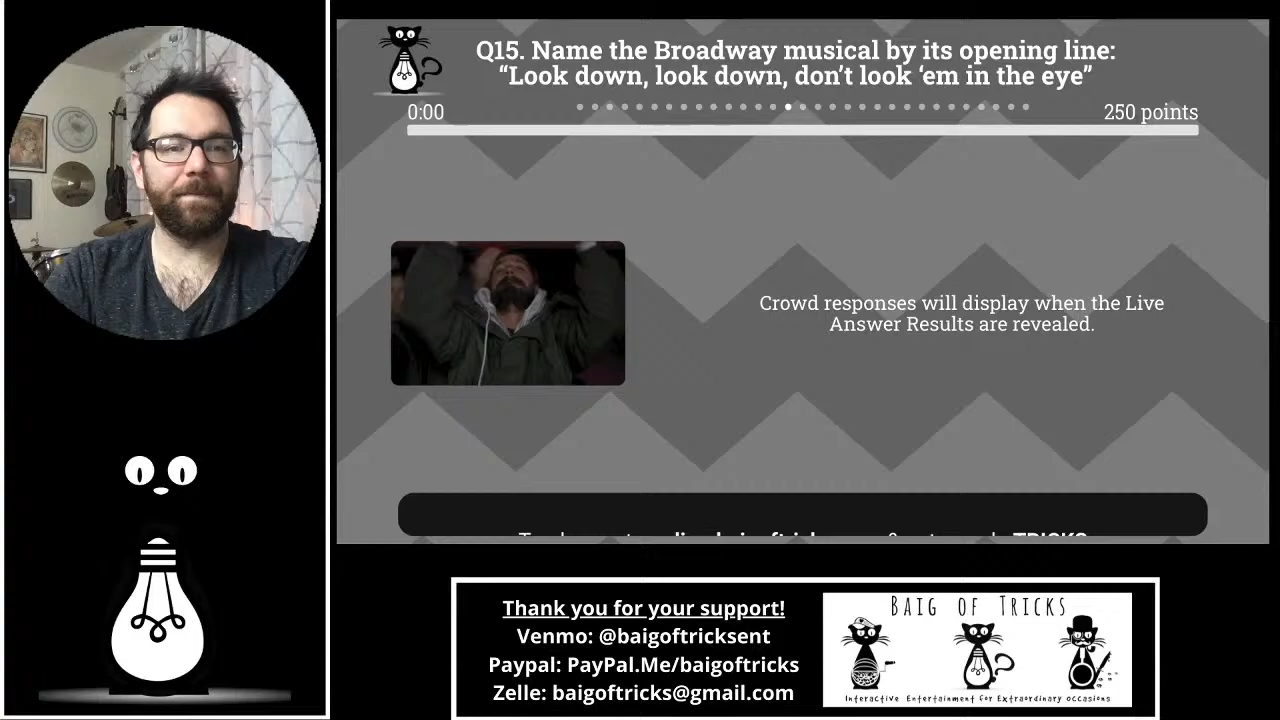 Q15. Name the Broadway musical by its opening line:
“Look down, look down, don’t look ‘em in the eye”
0:00
250 points
Crowd responses will display when the Live
Answer Results are revealed.
TRICKS
Thank you for your support!
Venmo: @baigoftricksent
Paypal: PayPal.Me/baigoftricks
Zelle: baigoftricks@gmail.com
BAIG OF TRICKS
Interactive Entertainment for Extraordinary Occasions